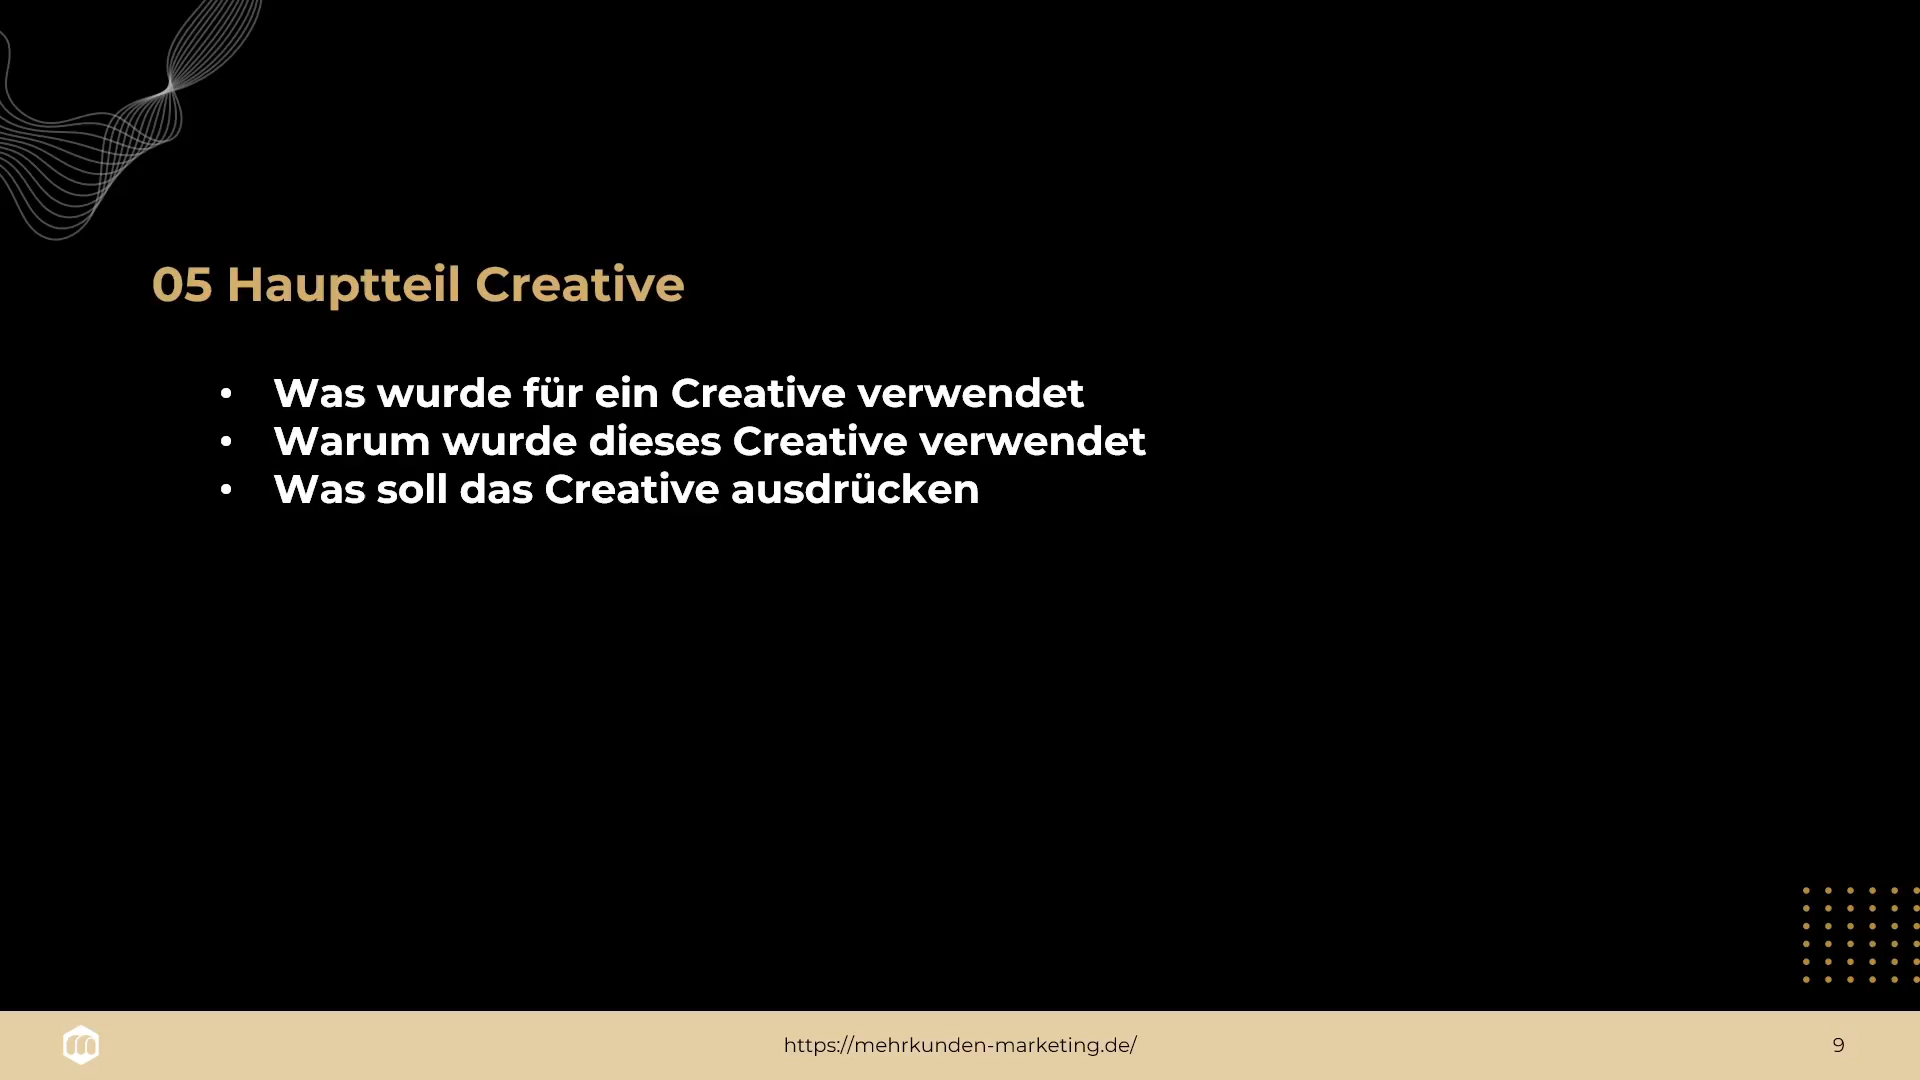 05 Hauptteil Creative
• Was wurde für ein Creative verwendet
• Warum wurde dieses Creative verwendet
• Was soll das Creative ausdrücken
https://mehrkunden-marketing.de/
9